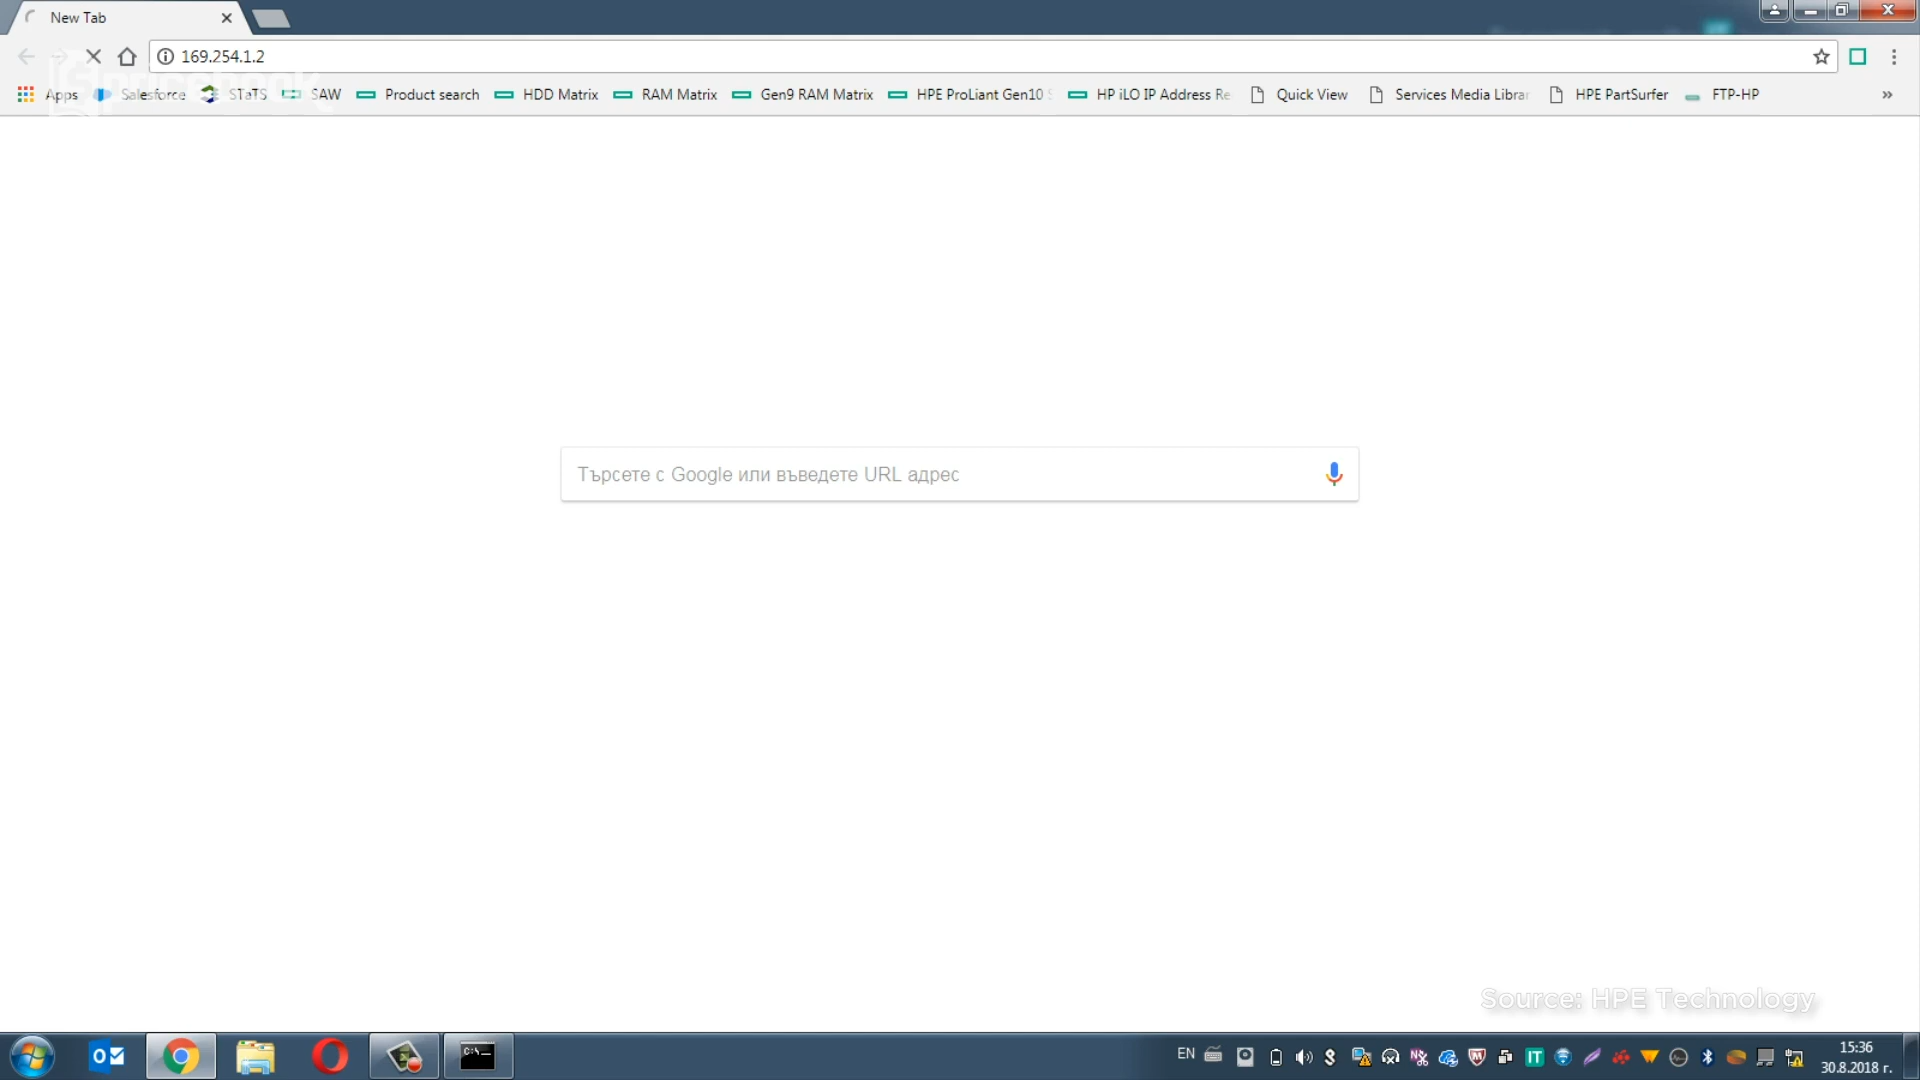 New Tab
169.254.1.2
Apps Salesforce STaTS SAW Product search HDD Matrix RAM Matrix Gen9 RAM Matrix HPE ProLiant Gen10 S HP iLO IP Address Re Quick View Services Media Librar HPE PartSurfer FTP-HP »
Търсете с Google или въведете URL адрес
Source: HPE Technology
EN
15:36
30.8.2018 г.